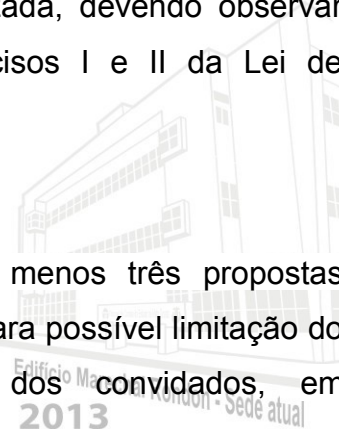 tada, devendo observar
cisos I e II da Lei de
menos três propostas
ara possível limitação do
dos convidados, em
Edifício Marechal Rondon - Sede atual
2013